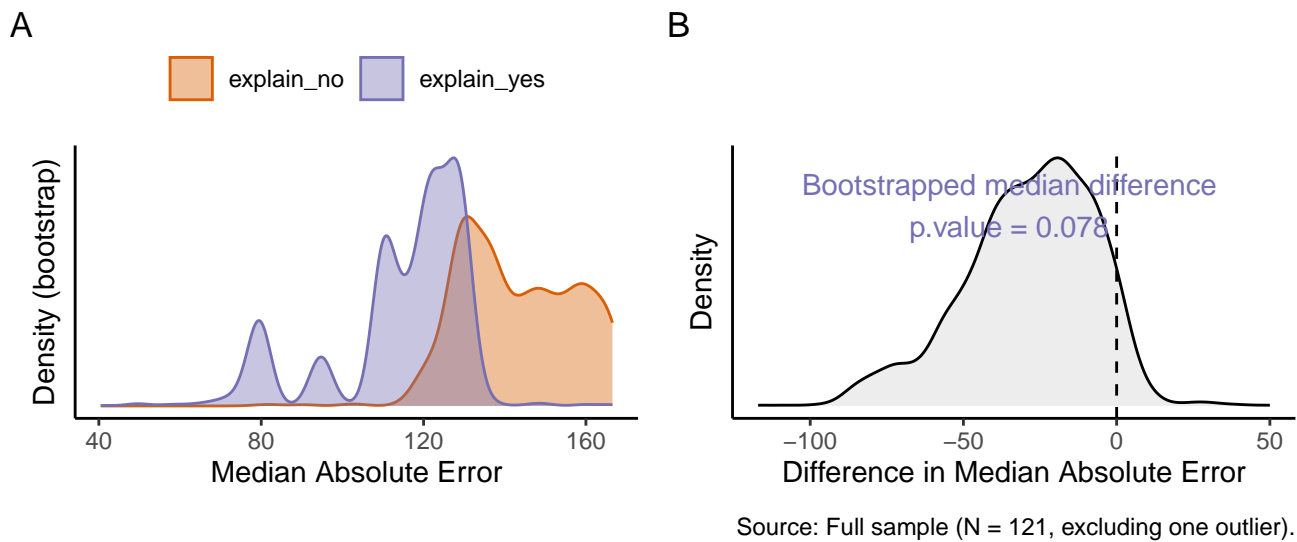 A
B
explain_no
explain_yes
Density (bootstrap)
40
80
120
160
Median Absolute Error
Bootstrapped median difference
p.value = 0.078
Density
−100
−50
0
50
Difference in Median Absolute Error
Source: Full sample (N = 121, excluding one outlier).